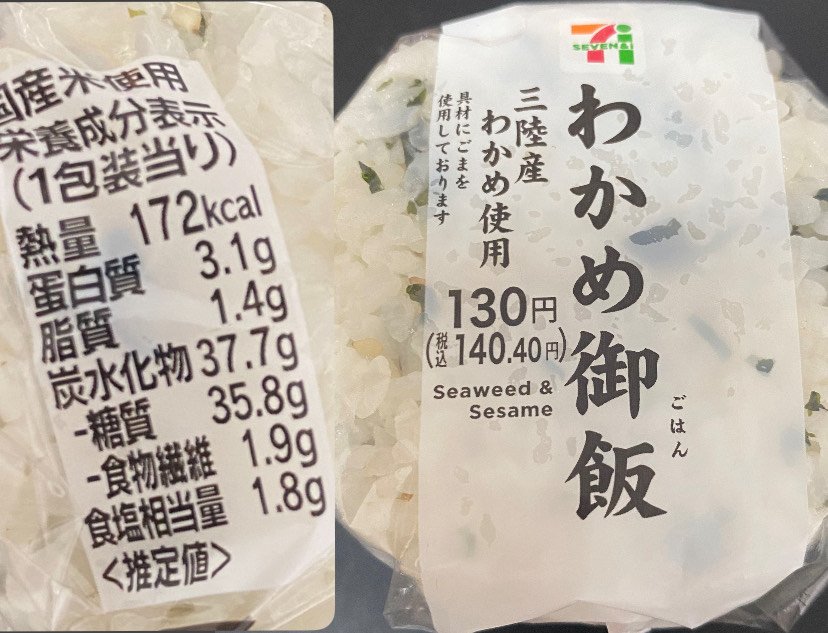 国産米使用
栄養成分表示
(1包装当り)
熱量 172kcal
蛋白質 3.1g
脂質 1.4g
炭水化物 37.7g
-糖質 35.8g
-食物繊維 1.9g
食塩相当量 1.8g
<推定値>
SEVEN&i
わかめ御飯
ごはん
三陸産
わかめ使用
具材にごまを
使用しております
130円
(税込140.40円)
Seaweed &
Sesame